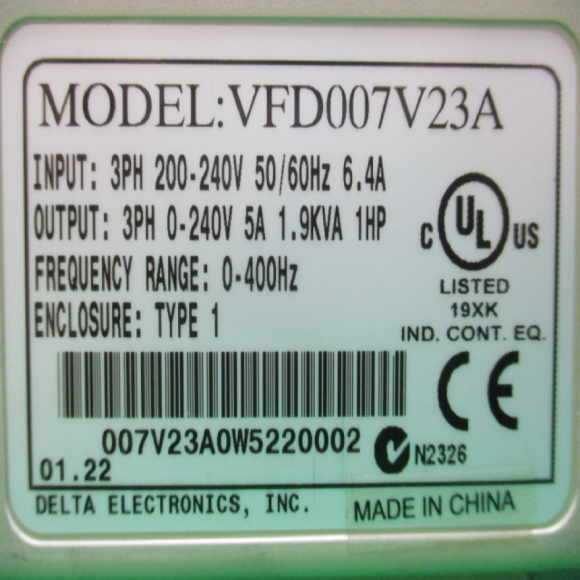 MODEL:VFD007V23A
INPUT: 3PH 200-240V 50/60Hz 6.4A
OUTPUT: 3PH 0-240V 5A 1.9KVA 1HP
FREQUENCY RANGE: 0-400Hz
ENCLOSURE: TYPE 1
C UL US
LISTED
19XK
IND. CONT. EQ.
CE
007V23A0W5220002
N2326
01.22
DELTA ELECTRONICS, INC.
MADE IN CHINA